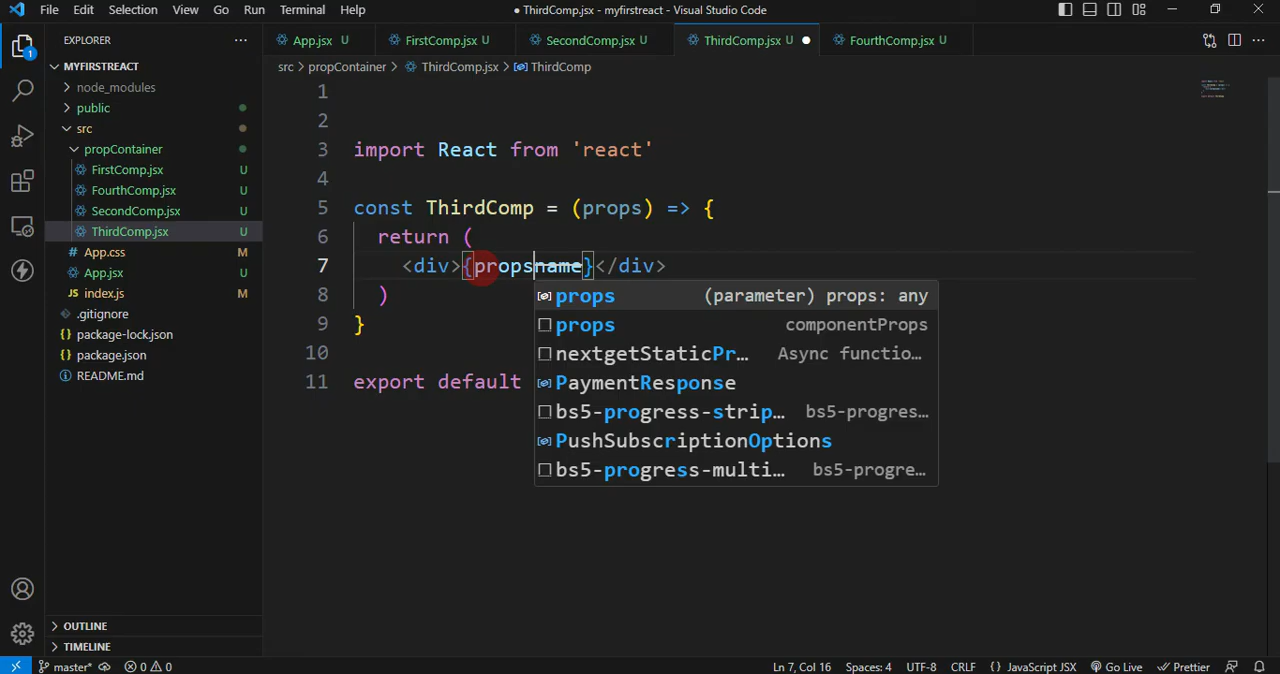 File Edit Selection View Go Run Terminal Help
● ThirdComp.jsx - myfirstreact - Visual Studio Code
EXPLORER ...
App.jsx U FirstComp.jsx U SecondComp.jsx U ThirdComp.jsx U ● FourthComp.jsx U ...
MYFIRSTREACT
src > propContainer > ThirdComp.jsx > ThirdComp
node_modules
public
src
propContainer
FirstComp.jsx U
FourthComp.jsx U
SecondComp.jsx U
ThirdComp.jsx U
App.css M
App.jsx U
index.js M
.gitignore
package-lock.json
package.json
README.md
1
1
2
3 import React from 'react'
4
5 const ThirdComp = (props) => {
6 return (
7 <div>{propsname}</div>
8 )
9 }
10
11 export default
props (parameter) props: any
props componentProps
nextgetStaticPr… Async functio…
PaymentResponse
bs5-progress-strip… bs5-progres…
PushSubscriptionOptions
bs5-progress-multi… bs5-progre…
OUTLINE
TIMELINE
master* 0 0 Ln 7, Col 16 Spaces: 4 UTF-8 CRLF {} JavaScript JSX Go Live Prettier